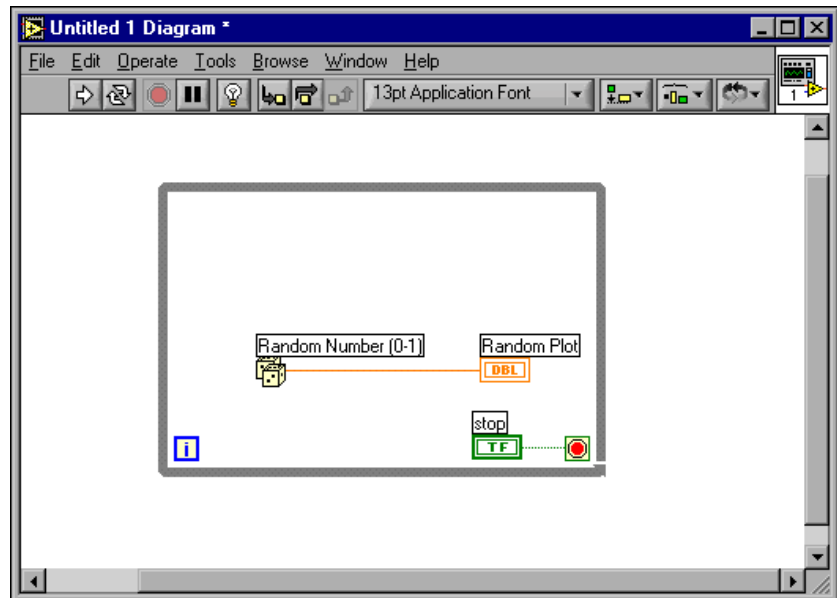 Untitled 1 Diagram *
File Edit Operate Tools Browse Window Help
13pt Application Font
1
Random Number (0-1) Random Plot
DBL
stop
i TF